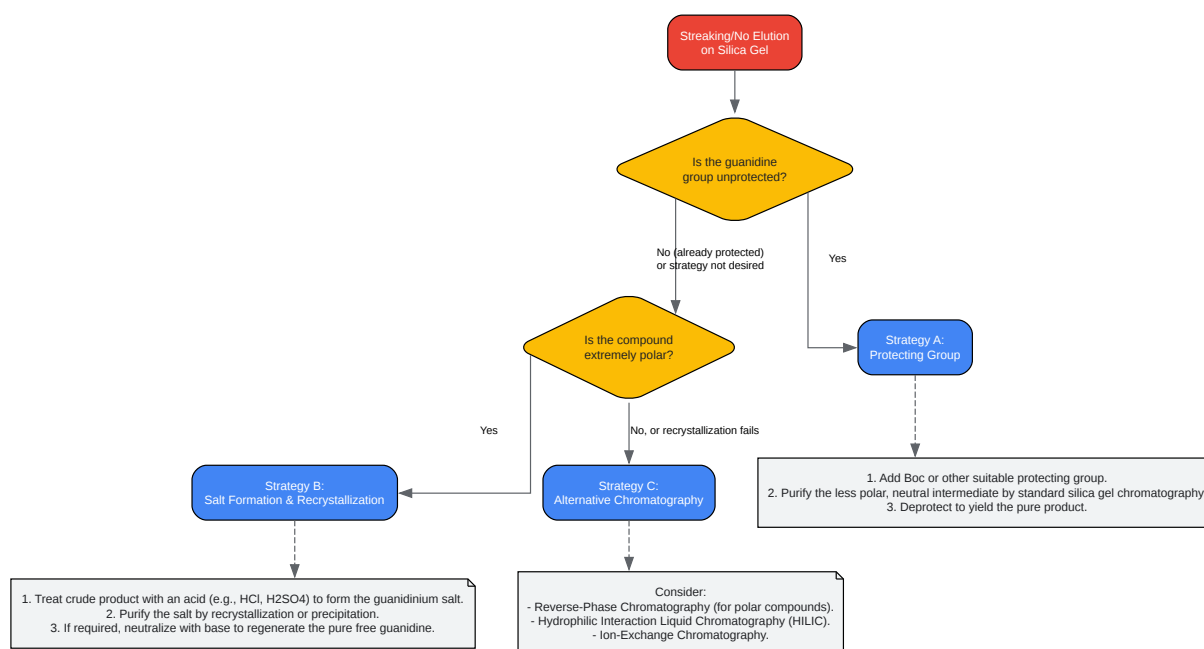 Streaking/No Elution
on Silica Gel
Is the guanidine
group unprotected?
No (already protected)
or strategy not desired
Yes
Is the compound
extremely polar?
Strategy A:
Protecting Group
Yes
No, or recrystallization fails
Strategy B:
Salt Formation & Recrystallization
Strategy C:
Alternative Chromatography
1. Add Boc or other suitable protecting group.
2. Purify the less polar, neutral intermediate by standard silica gel chromatography
3. Deprotect to yield the pure product.
1. Treat crude product with an acid (e.g., HCl, H2SO4) to form the guanidinium salt.
2. Purify the salt by recrystallization or precipitation.
3. If required, neutralize with base to regenerate the pure free guanidine.
Consider:
- Reverse-Phase Chromatography (for polar compounds).
- Hydrophilic Interaction Liquid Chromatography (HILIC).
- Ion-Exchange Chromatography.